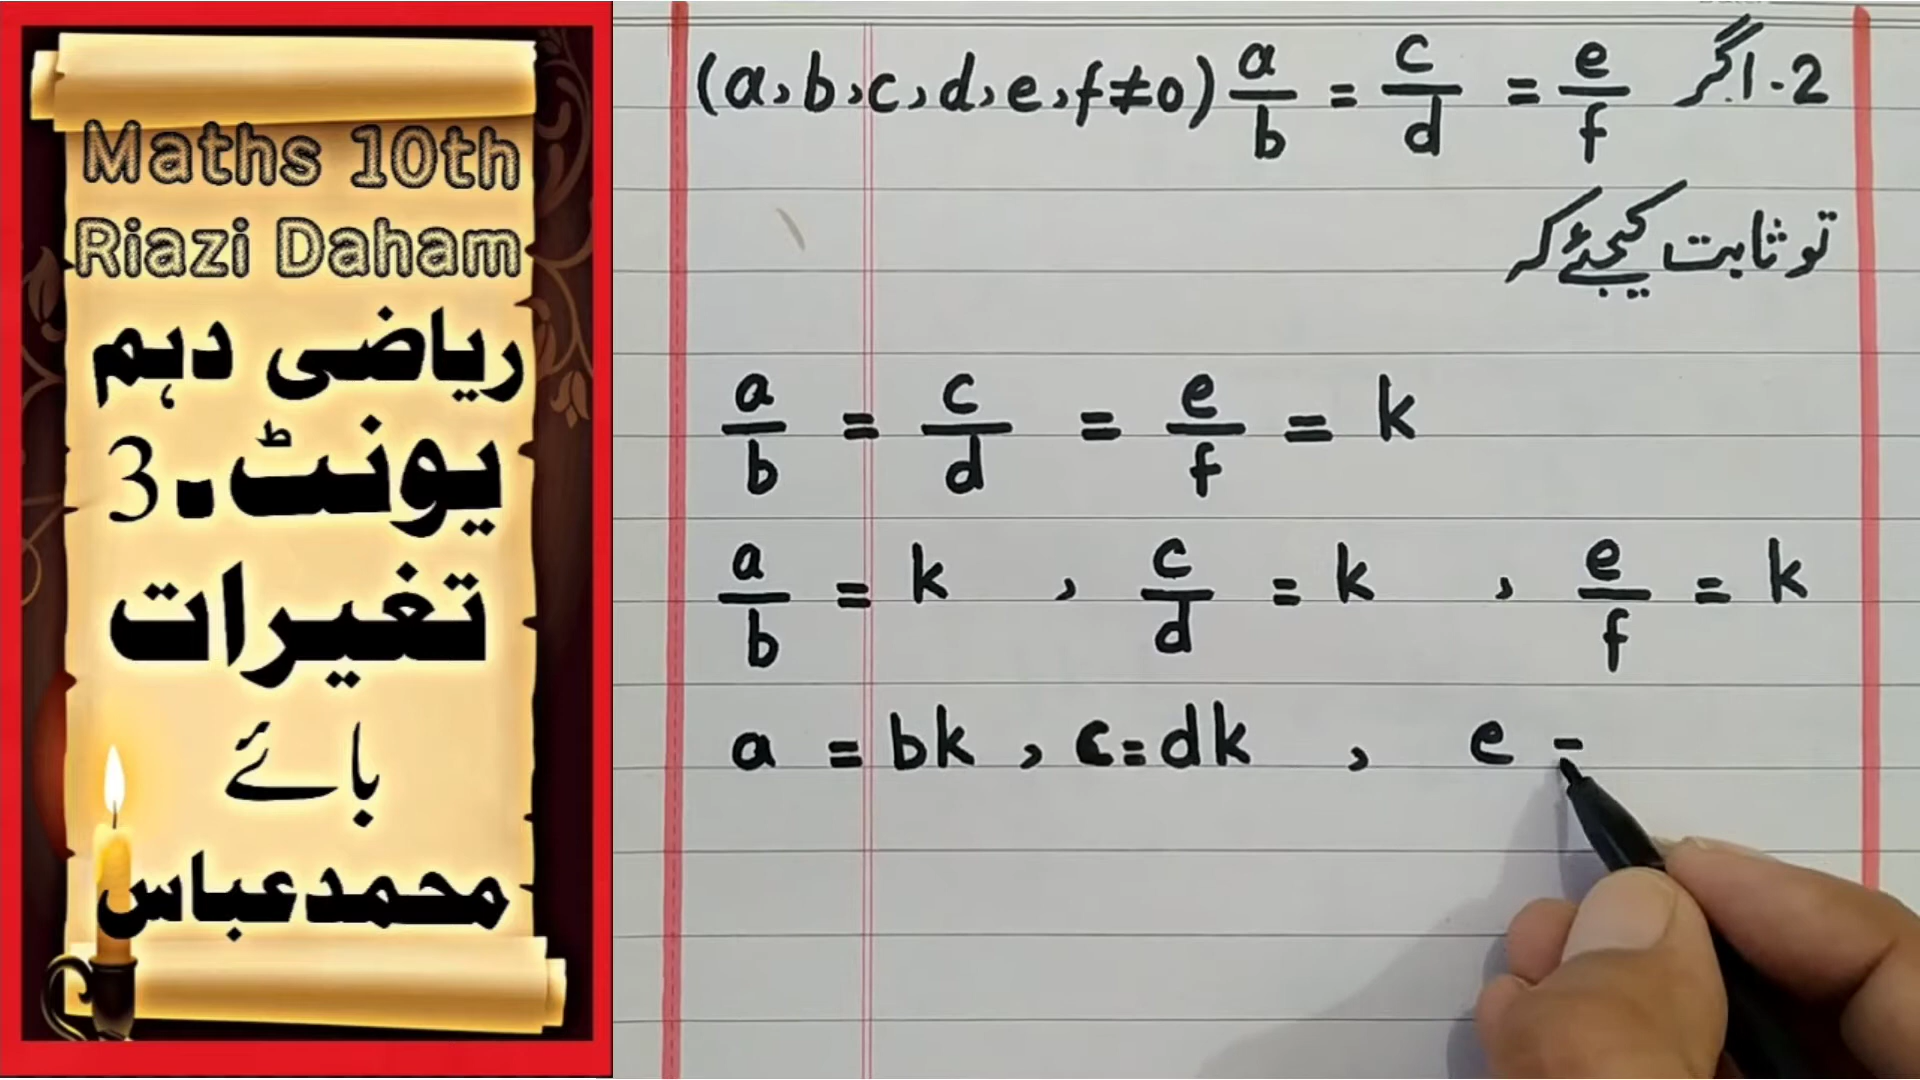 Maths 10th
Riazi Daham
ریاضی دہم
یونٹ.3
تغیرات
بائے
محمدعباس
2. اگر a/b = c/d = e/f (a, b, c, d, e, f ≠ 0)
تو ثابت کیجئے کہ
a/b = c/d = e/f = k
a/b = k , c/d = k , e/f = k
a = bk , c = dk , e =